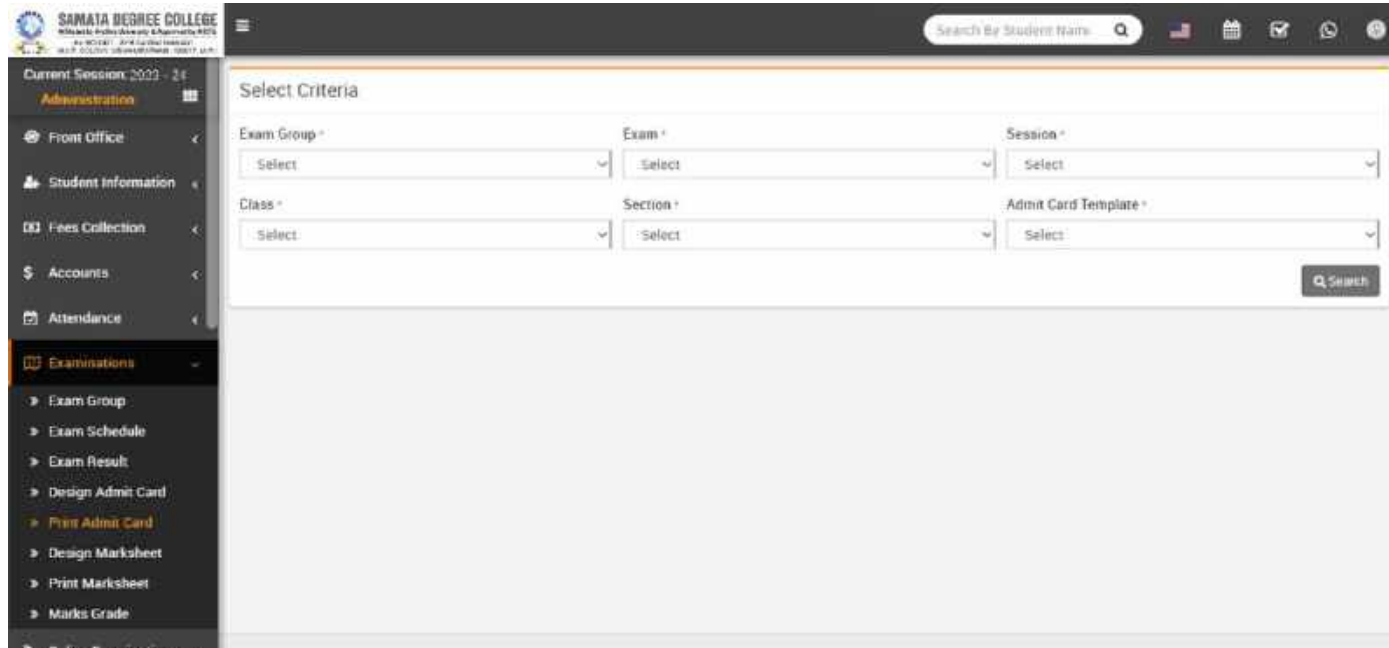 SAMATA DEGREE COLLEGE
Search By Student Name
Current Session: 2023 - 24
Administration
Select Criteria
Front Office
Exam Group *
Exam *
Session *
Select
Select
Select
Student Information
Class *
Section *
Admit Card Template *
Fees Collection
Select
Select
Select
$ Accounts
Search
Attendance
Examinations
» Exam Group
» Exam Schedule
» Exam Result
» Design Admit Card
» Print Admit Card
» Design Marksheet
» Print Marksheet
» Marks Grade